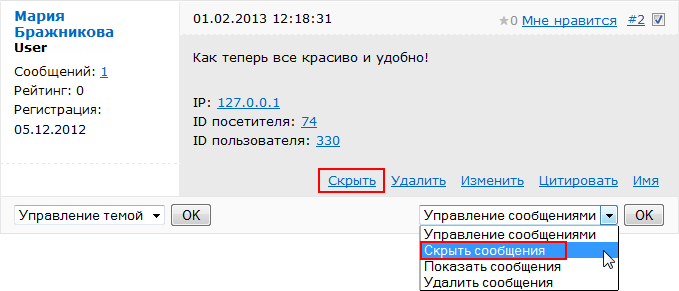 Мария
Бражникова
User
Сообщений: 1
Рейтинг: 0
Регистрация:
05.12.2012
01.02.2013 12:18:31
★0 Мне нравится #2
Как теперь все красиво и удобно!
IP: 127.0.0.1
ID посетителя: 74
ID пользователя: 330
Скрыть Удалить Изменить Цитировать Имя
Управление темой OK Управление сообщениями OK
Управление сообщениями
Скрыть сообщения
Показать сообщения
Удалить сообщения